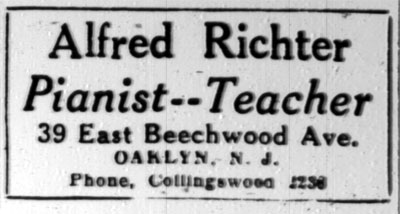 Alfred Richter
Pianist--Teacher
39 East Beechwood Ave.
OAKLYN, N. J.
Phone, Collingswood